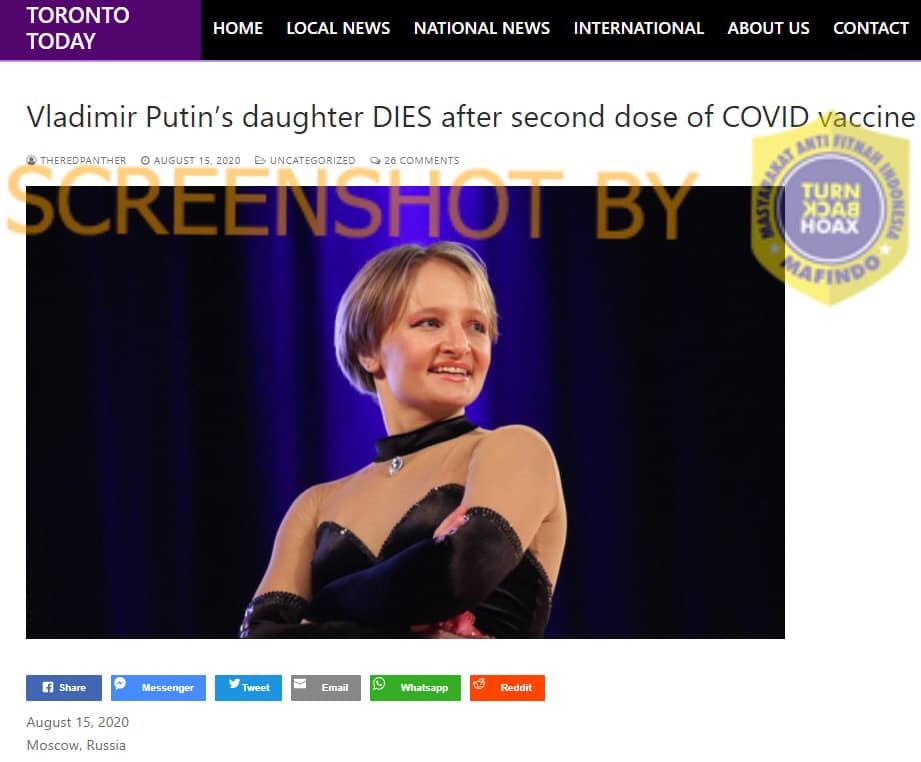 TORONTO
TODAY
HOME LOCAL NEWS NATIONAL NEWS INTERNATIONAL ABOUT US CONTACT
Vladimir Putin's daughter DIES after second dose of COVID vaccine
THEREDPANTHER AUGUST 15, 2020 UNCATEGORIZED 26 COMMENTS
SCREENSHOT BY
MASYARAKAT ANTI FITNAH INDONESIA
TURN
BACK
HOAX
MAFINDO
Share Messenger Tweet Email Whatsapp Reddit
August 15, 2020
Moscow, Russia